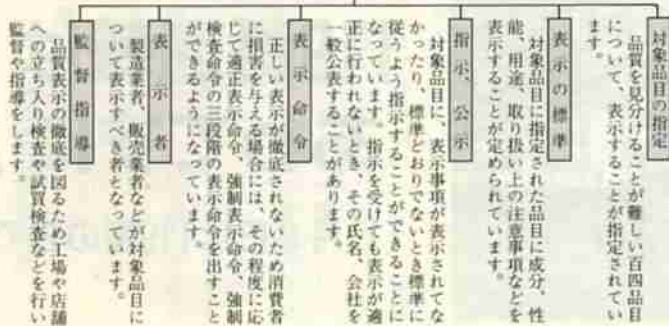 対象品目の指定
品質を見分けることが難しい百四品目
について、表示することが指定されてい
ます。
表示の標準
対象品目に指定された品目に成分、性
能、用途、取り扱い上の注意事項などを
表示することが定められています。
指示、公示
対象品目に、表示事項が表示されてな
かったり、標準どおりでないとき標準に
従うよう指示することができることに
なっています。指示を受けても表示が適
正に行われないとき、その氏名、会社を
一般公表することがあります。
表示命令
正しい表示が徹底されないため消費者
に損害を与える場合には、その程度に応
じて適正表示命令、強制表示命令、強制
検査命令の三段階の表示命令を出すこと
ができるようになっています。
表示者
製造業者、販売業者などが対象品目に
ついて表示すべき者となっています。
監督指導
品質表示の徹底を図るため工場や店舗
への立ち入り検査や試買検査などを行い
監督や指導をします。